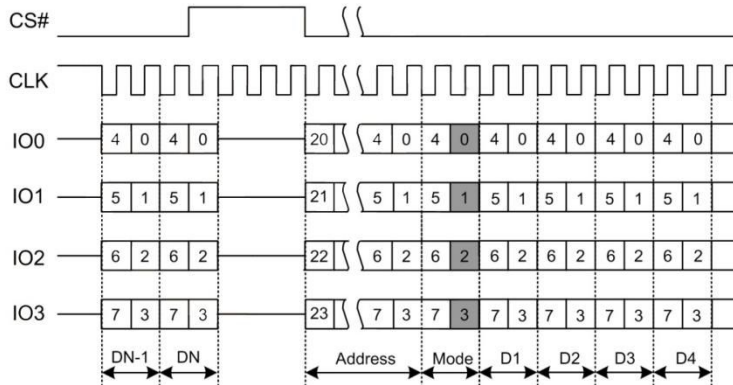 CS#
CLK
IO0 4 0 4 0 20 4 0 4 0 4 0 4 0 4 0 4 0
IO1 5 1 5 1 21 5 1 5 1 5 1 5 1 5 1 5 1
IO2 6 2 6 2 22 6 2 6 2 6 2 6 2 6 2 6 2
IO3 7 3 7 3 23 7 3 7 3 7 3 7 3 7 3 7 3
DN-1 DN Address Mode D1 D2 D3 D4